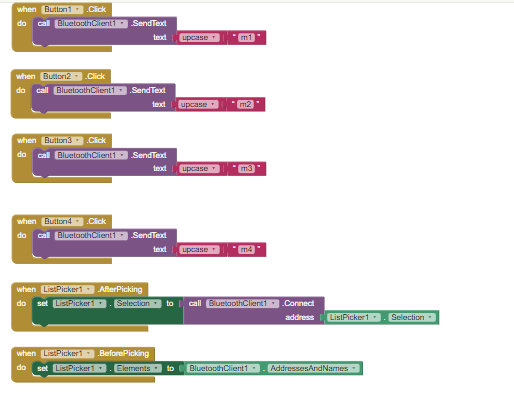 when Button1 .Click
do call BluetoothClient1 .SendText
text upcase " m1 "
when Button2 .Click
do call BluetoothClient1 .SendText
text upcase " m2 "
when Button3 .Click
do call BluetoothClient1 .SendText
text upcase " m3 "
when Button4 .Click
do call BluetoothClient1 .SendText
text upcase " m4 "
when ListPicker1 .AfterPicking
do set ListPicker1 . Selection to call BluetoothClient1 .Connect
address ListPicker1 . Selection
when ListPicker1 .BeforePicking
do set ListPicker1 . Elements to BluetoothClient1 . AddressesAndNames